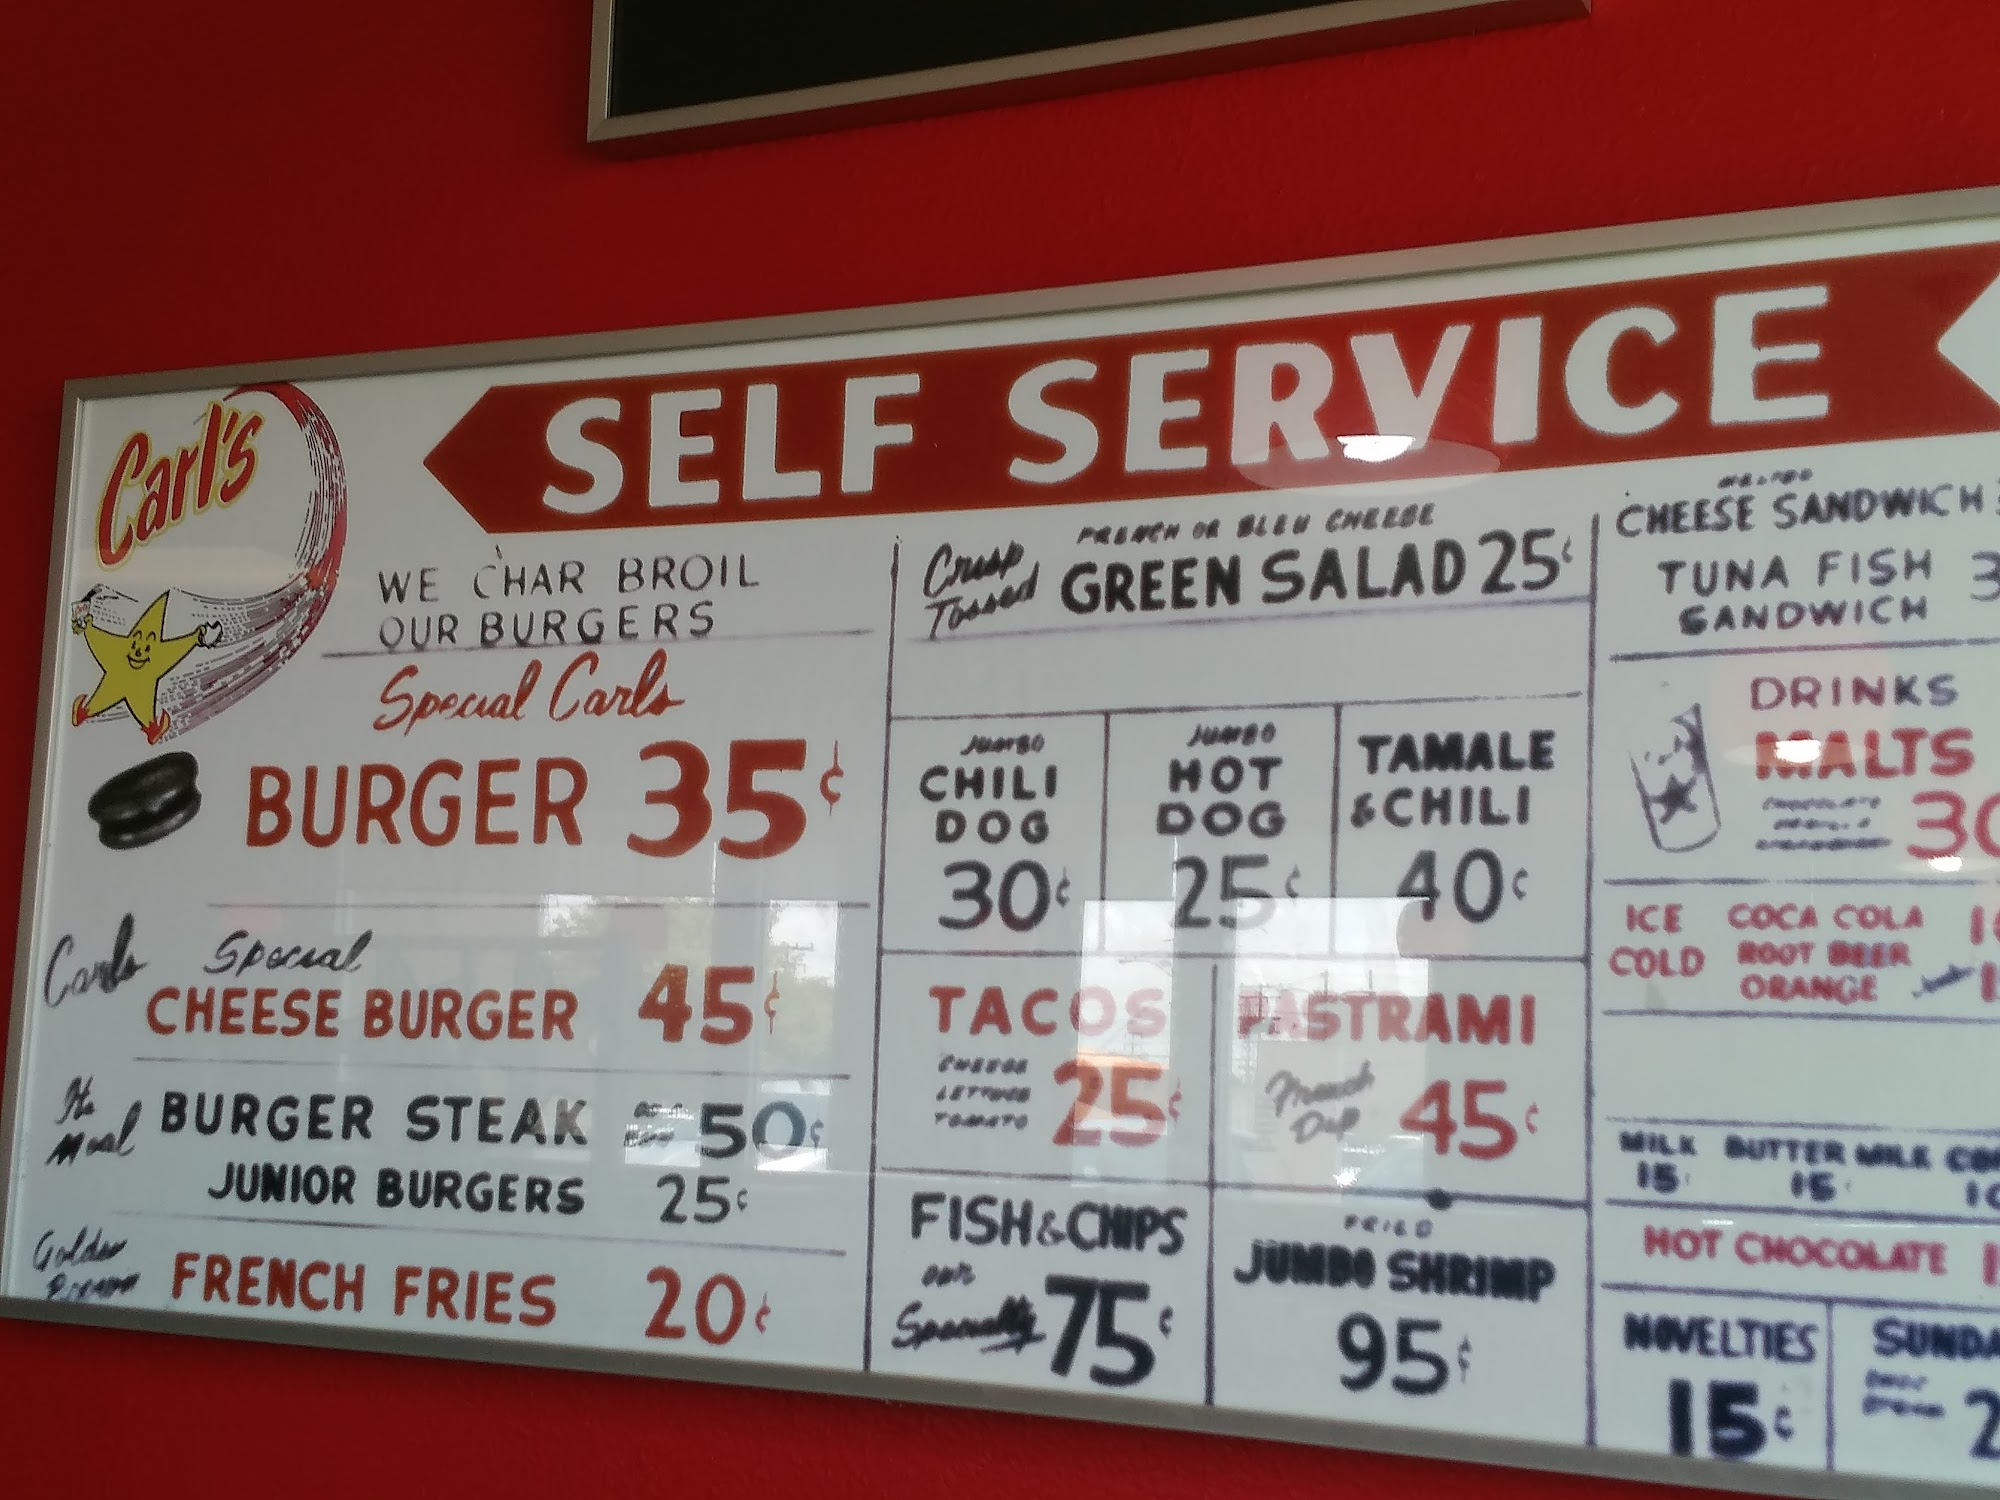 Carl's
SELF SERVICE
WE CHAR BROIL
OUR BURGERS
Special Carls
BURGER 35¢
Carls Special
CHEESE BURGER 45¢
BURGER STEAK 50¢
JUNIOR BURGERS 25¢
Golden
FRENCH FRIES 20¢
FRENCH OR BLEU CHEESE
Crisp Tossed GREEN SALAD 25¢
JUMBO
CHILI
DOG
30¢
JUMBO
HOT
DOG
25¢
TAMALE
& CHILI
40¢
TACOS
CHEESE
LETTUCE
TOMATO
25¢
PASTRAMI
French
Dip
45¢
FISH & CHIPS
our
Specialty
75¢
FRIED
JUMBO SHRIMP
95¢
CHEESE SANDWICH
TUNA FISH
SANDWICH
DRINKS
MALTS
CHOCOLATE
30
ICE COLD
COCA COLA
ROOT BEER
ORANGE
MILK
15
BUTTER MILK
15
HOT CHOCOLATE
NOVELTIES
15¢